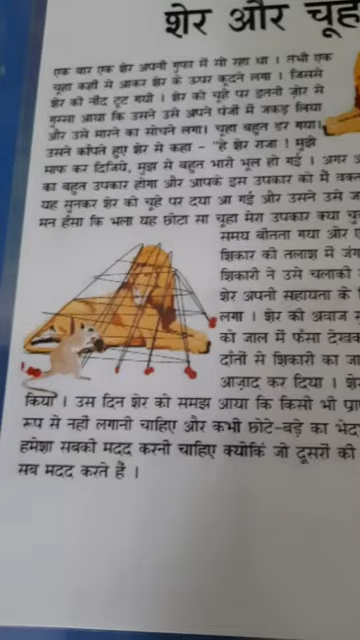 शेर और चूह
एक बार एक शेर अपनी गुफा में सो रहा था । तभी एक
चूहा कहीं से आकर शेर के ऊपर कूदने लगा । जिससे
शेर की नींद टूट गयी । शेर को चूहे पर इतनी ज़ोर से
गुस्सा आया कि उसने उसे अपने पंजों में जकड़ लिया
और उसे मारने का सोचने लगा। चूहा बहुत डर गया।
उसने काँपते हुए शेर से कहा - "हे शेर राजा ! मुझे
माफ कर दिजिये, मुझ से बहुत भारी भूल हो गई । अगर
का बहुत उपकार होगा और आपके इस उपकार को मैं वक्त
यह सुनकर शेर को चूहे पर दया आ गई और उसने उसे
मन हँसा कि भला यह छोटा सा चूहा मेरा उपकार क्या
समय बीतता गया और
शिकार की तलाश में
शिकारी ने उसे चलाकी
शेर अपनी सहायता के
लगा । शेर की अवाज
को जाल में फँसा देखक
दाँतों से शिकारी का जा
आज़ाद कर दिया ।
किया । उस दिन शेर को समझ आया कि किसी भी प्रा
रूप से नहीं लगानी चाहिए और कभी छोटे-बड़े का भेद
हमेशा सबकी मदद करनी चाहिए क्योंकि जो दूसरों की
सब मदद करते हैं ।